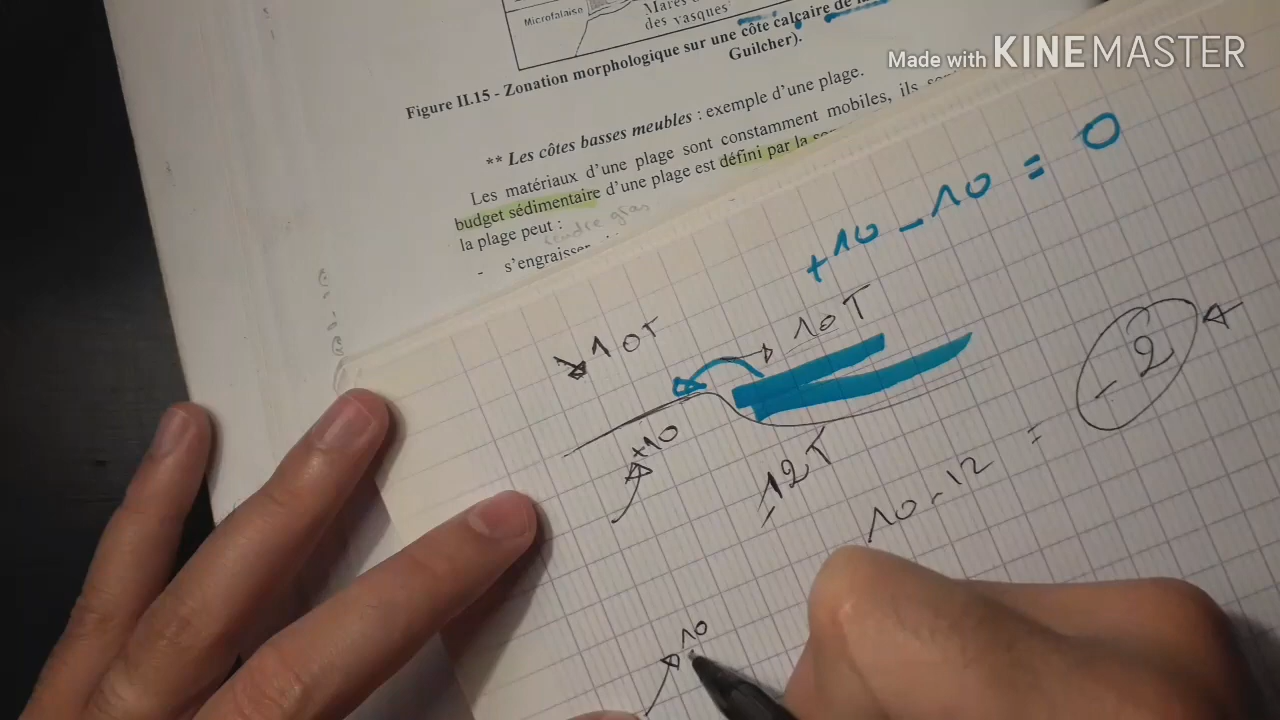 Made with KINEMASTER
Microfalaise
Mares
des vasques
Figure II.15 - Zonation morphologique sur une côte calcaire de
Guilcher).
** Les côtes basses meubles : exemple d'une plage.
Les matériaux d'une plage sont constamment mobiles, ils
budget sédimentaire d'une plage est défini par la
la plage peut :
- s'engraisser
+10 - 10 = 0
10T
10T
+10
-12T
10 - 12 = -2
10